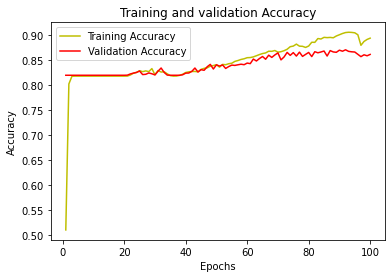 Training and validation Accuracy
Training Accuracy
Validation Accuracy
Accuracy
0.90
0.85
0.80
0.75
0.70
0.65
0.60
0.55
0.50
0 20 40 60 80 100
Epochs